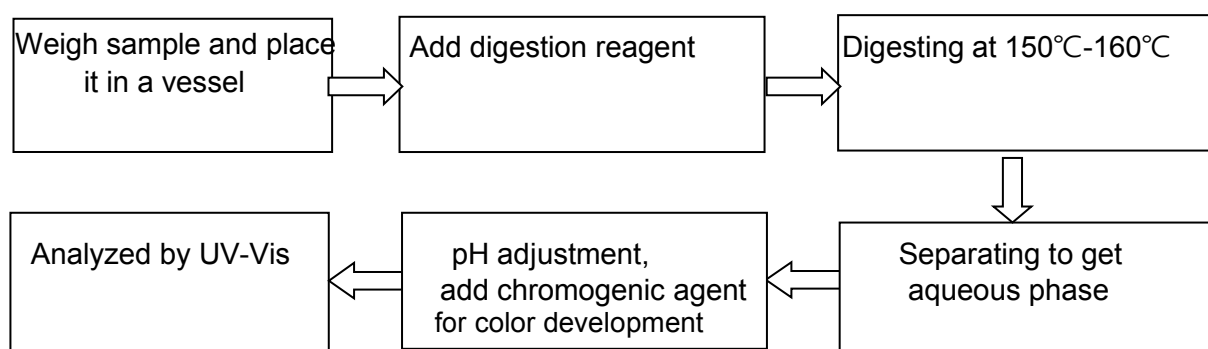 Weigh sample and place
it in a vessel
Add digestion reagent
Digesting at 150℃-160℃
Separating to get
aqueous phase
pH adjustment,
add chromogenic agent
for color development
Analyzed by UV-Vis